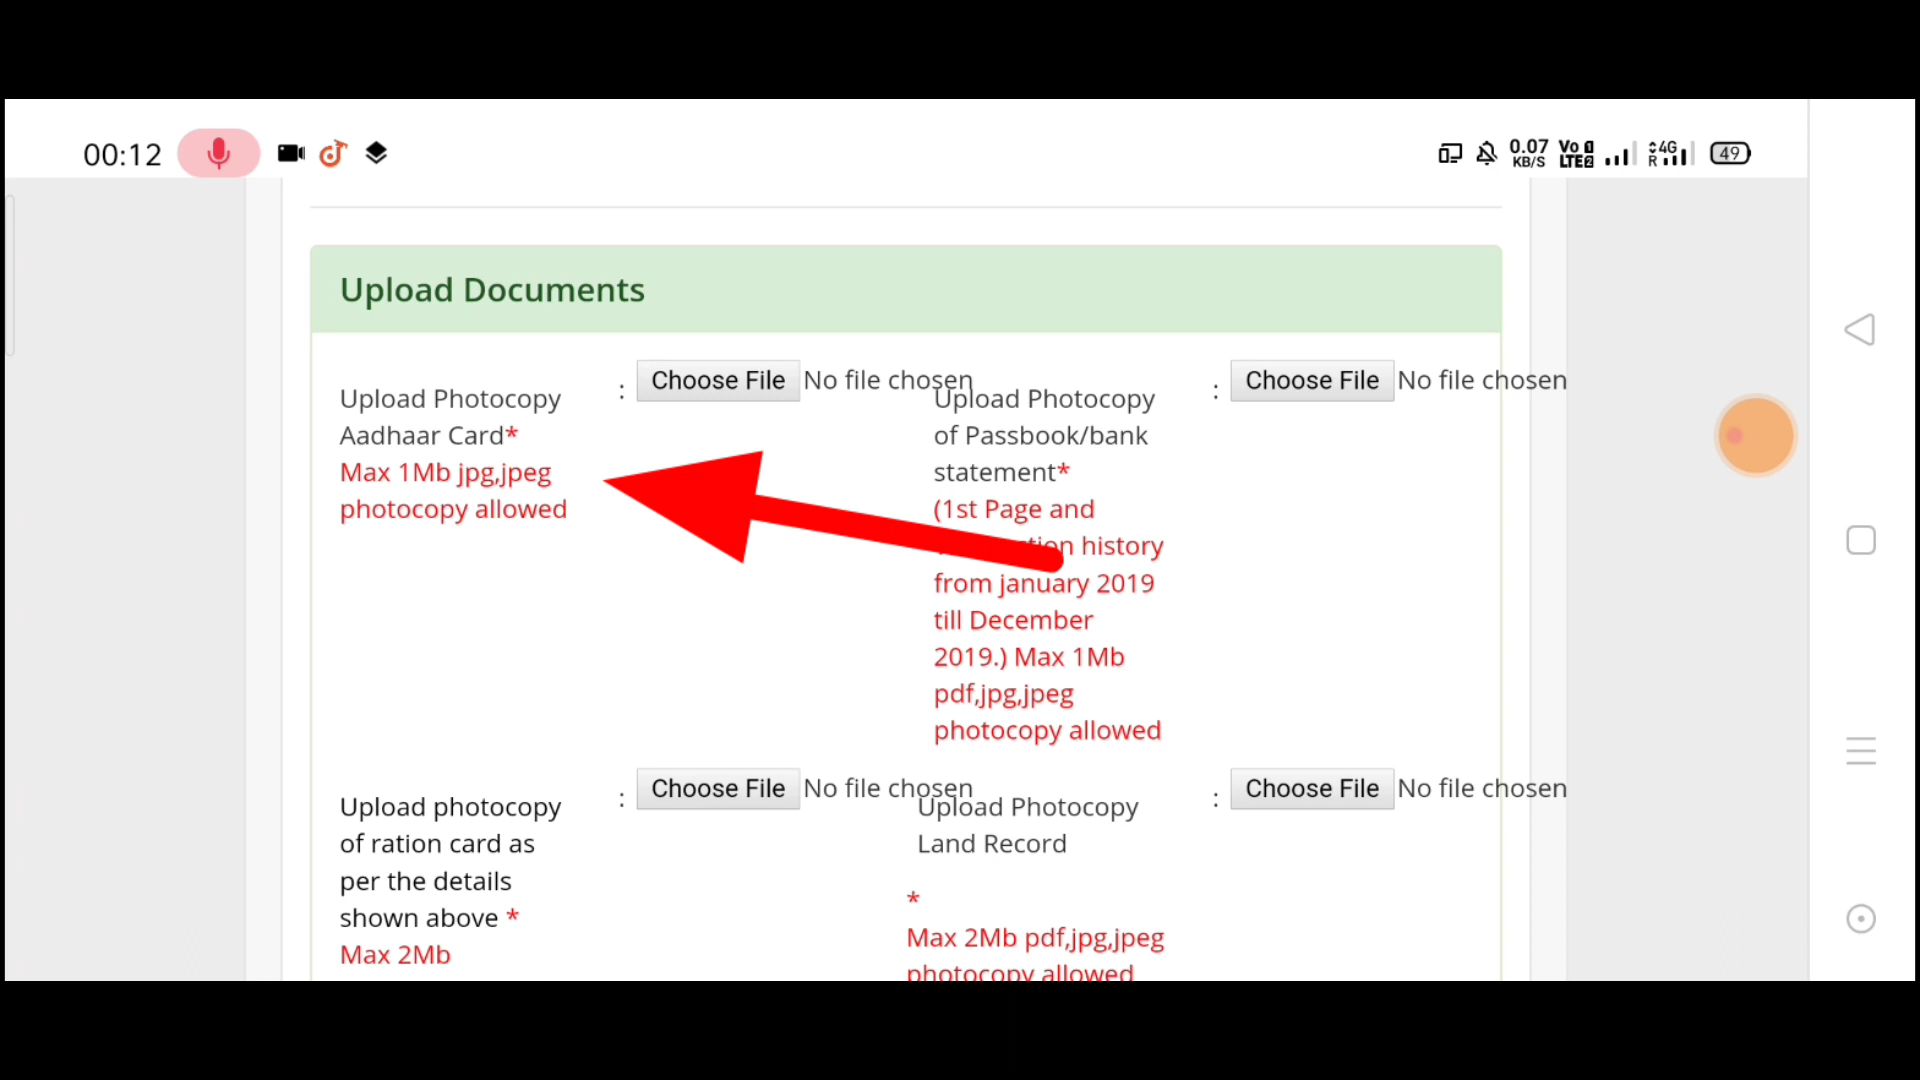 00:12
0.07
KB/S
Vo
LTE2
4G
R
49
Upload Documents
Upload Photocopy
Aadhaar Card*
Max 1Mb jpg,jpeg
photocopy allowed
:
Choose File No file chosen
Upload Photocopy
of Passbook/bank
statement*
(1st Page and
history
from january 2019
till December
2019.) Max 1Mb
pdf,jpg,jpeg
photocopy allowed
:
Choose File No file chosen
Upload photocopy
of ration card as
per the details
shown above *
Max 2Mb
:
Choose File No file chosen
Upload Photocopy
Land Record
*
Max 2Mb pdf,jpg,jpeg
photocopy allowed
:
Choose File No file chosen